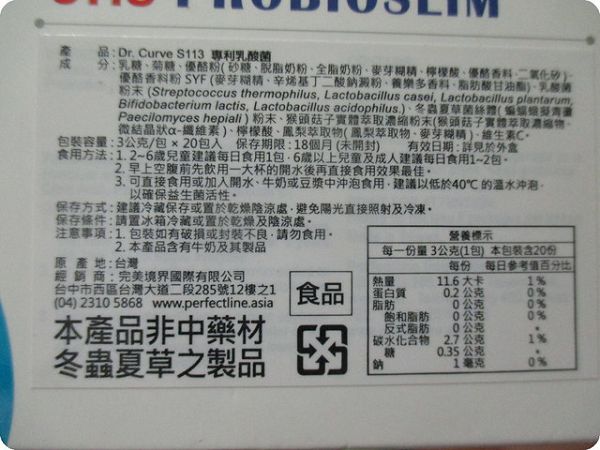 PROBIOSLIM
產品:Dr. Curve S113 專利乳酸菌
成分:乳糖、菊糖、優酪粉(砂糖、脫脂奶粉、全脂奶粉、麥芽糊精、檸檬酸、優酪香料、二氧化矽)、
優酪香料粉 SYF (麥芽糊精、辛烯基丁二酸鈉澱粉、養樂多香料、脂肪酸甘油酯)、乳酸菌
粉末 (Streptococcus thermophilus, Lactobacillus casei, Lactobacillus plantarum,
Bifidobacterium lactis, Lactobacillus acidophilus)、冬蟲夏草菌絲體(蝙蝠蛾擬青黴
Paecilomyces hepiali) 粉末、猴頭菇子實體萃取濃縮粉末(猴頭菇子實體萃取濃縮物、
微結晶狀α-纖維素)、檸檬酸、鳳梨萃取物(鳳梨萃取物、麥芽糊精)、維生素C。
包裝容量:3公克/包 × 20包入 保存期限:18個月(未開封) 有效日期:詳見於外盒
食用方法:1. 2~6歲兒童建議每日食用1包,6歲以上兒童及成人建議每日食用1~2包。
2. 早上空腹前先飲用一大杯的開水後再直接食用效果最佳。
3. 可直接食用或加入開水、牛奶或豆漿中沖泡食用,建議以低於40℃ 的溫水沖泡,
以確保益生菌活性。
保存方式:建議冷藏保存或置於乾燥陰涼處,避免陽光直接照射及冷凍。
保存條件:請置冰箱冷藏或置於乾燥及陰涼處。
注意事項:1. 包裝如有破損或封裝不良,請勿食用。
2. 本產品含有牛奶及其製品
原產地:台灣
經銷商:完美境界國際有限公司
台中市西區台灣大道二段285號12樓之1
(04) 2310 5868 www.perfectline.asia
食品
本產品非中藥材
冬蟲夏草之製品
營養標示
每一份量 3公克(1包) 本包裝含20份
每份 每日參考值百分比
熱量 11.6 大卡 1%
蛋白質 0.2 公克 0%
脂肪 0 公克 0%
飽和脂肪 0 公克 0%
反式脂肪 0 公克 *
碳水化合物 2.7 公克 1%
糖 0.35 公克 *
鈉 1 毫克 0%